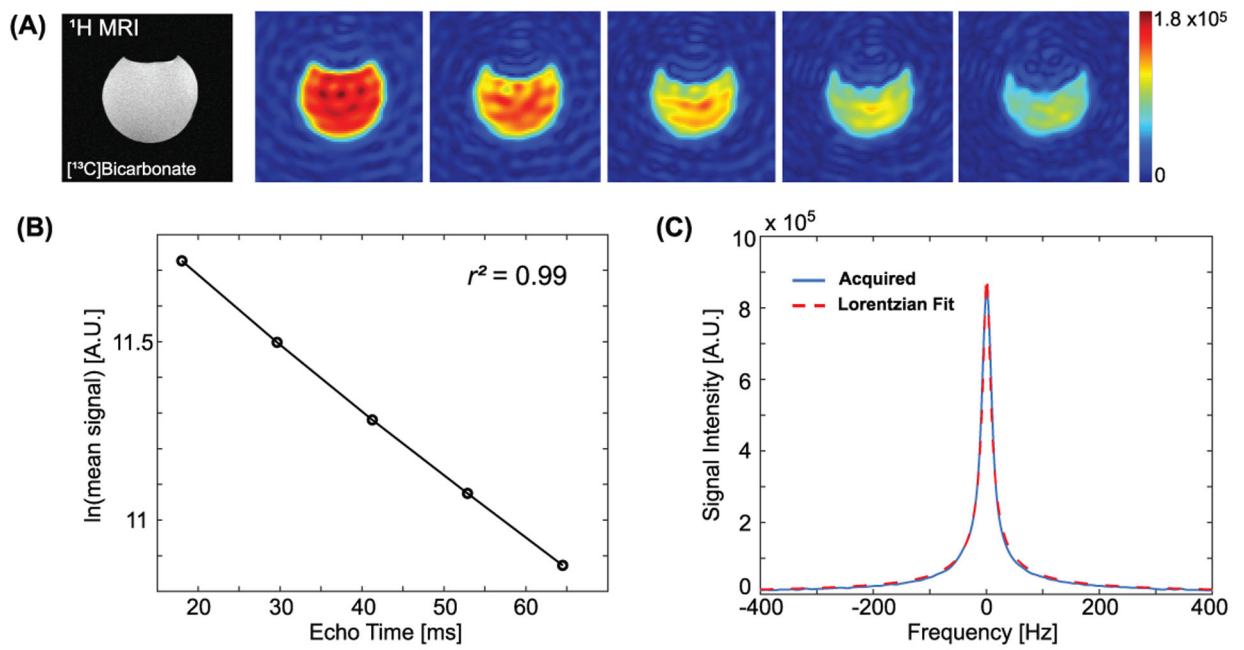 (A)
¹H MRI
[¹³C]Bicarbonate
1.8 x10⁵
0
(B)
r² = 0.99
ln(mean signal) [A.U.]
11.5
11
20 30 40 50 60
Echo Time [ms]
(C)
x 10⁵
Acquired
Lorentzian Fit
Signal Intensity [A.U.]
10
8
6
4
2
0
-400 -200 0 200 400
Frequency [Hz]